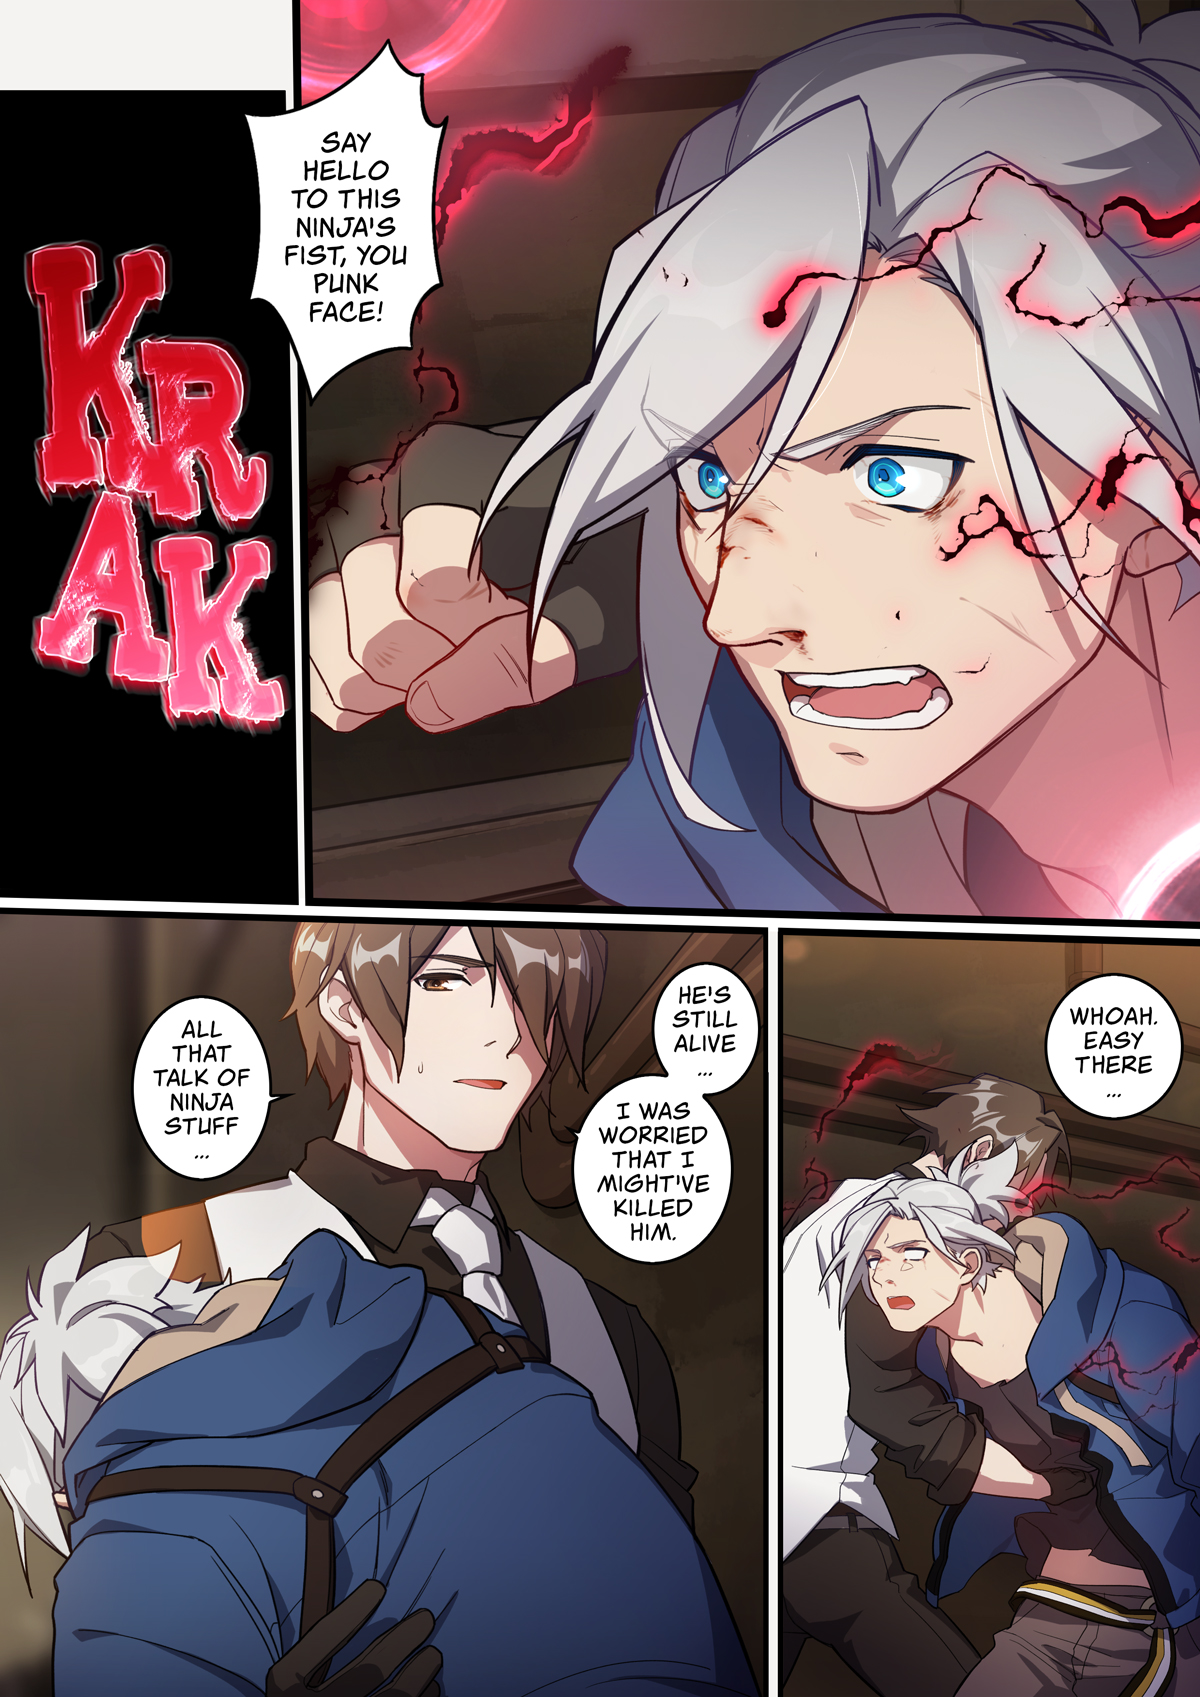 SAY
HELLO
TO THIS
NINJA'S
FIST, YOU
PUNK
FACE!
KRAK
WHOAH.
EASY
THERE
...
HE'S
STILL
ALIVE
...
I WAS
WORRIED
THAT I
MIGHT'VE
KILLED
HIM.
ALL
THAT
TALK OF
NINJA
STUFF
...